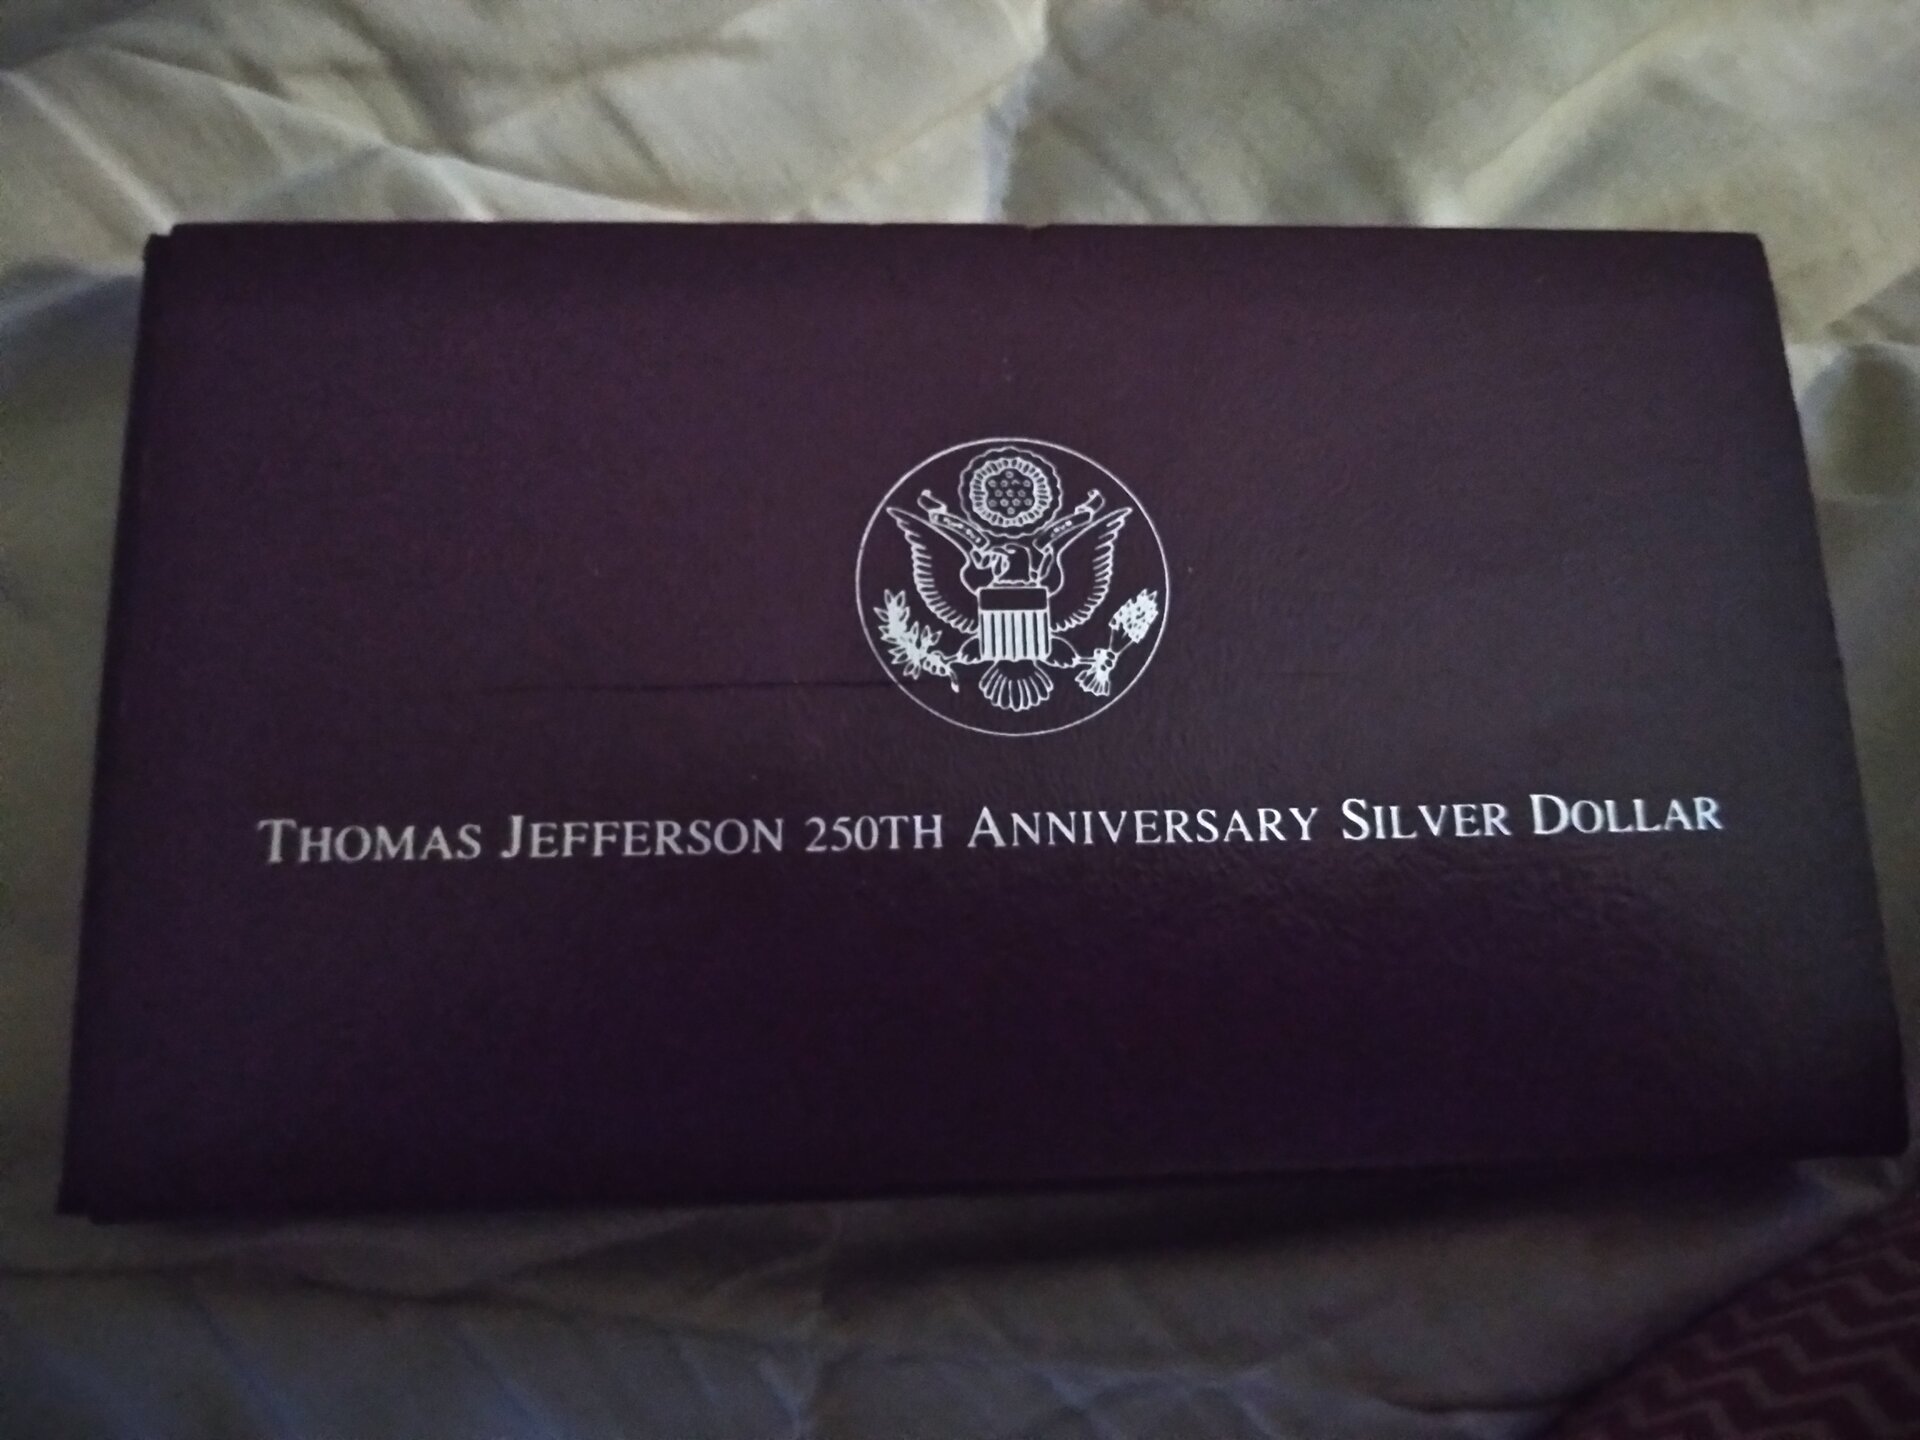 THOMAS JEFFERSON 250TH ANNIVERSARY SILVER DOLLAR